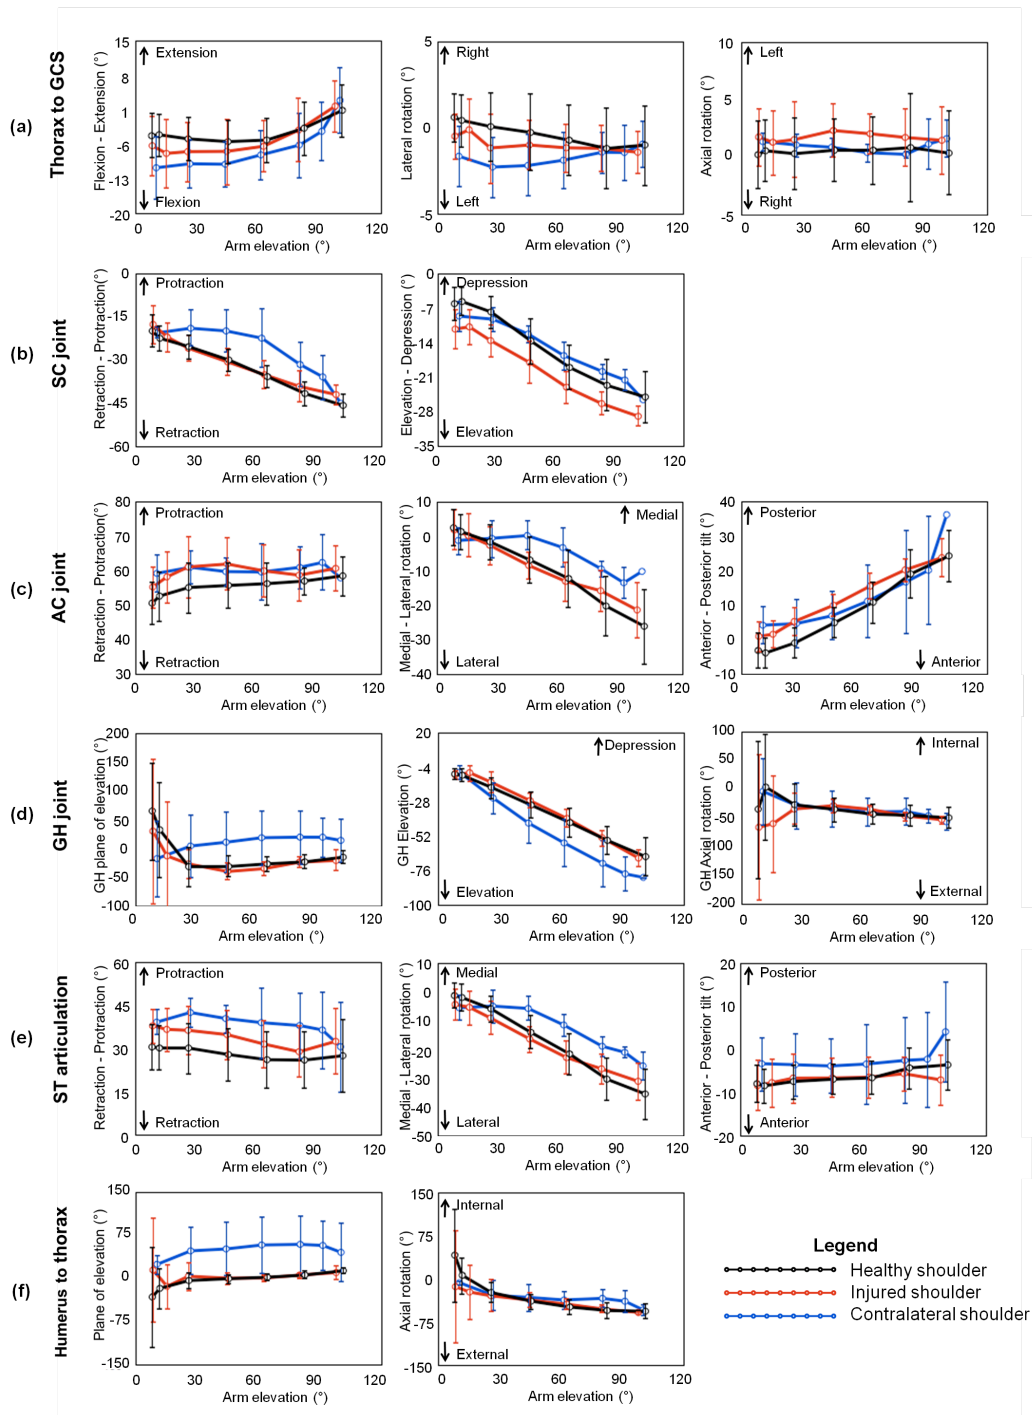 (a)
Thorax to GCS
Flexion - Extension (°)
15
8
1
-6
-13
-20
Extension
Flexion
0
30
60
90
120
Arm elevation (°)
Lateral rotation (°)
5
0
-5
Right
Left
0
30
60
90
120
Arm elevation (°)
Axial rotation (°)
10
5
0
-5
Left
Right
0
30
60
90
120
Arm elevation (°)
(b)
SC joint
Retraction - Protraction(°)
0
-15
-30
-45
-60
Protraction
Retraction
0
30
60
90
120
Arm elevation (°)
Elevation - Depression (°)
0
-7
-14
-21
-28
-35
Depression
Elevation
0
30
60
90
120
Arm elevation (°)
(c)
AC joint
Retraction - Protraction(°)
80
70
60
50
40
30
Protraction
Retraction
0
30
60
90
120
Arm elevation (°)
Medial - Lateral rotation (°)
10
0
-10
-20
-30
-40
Medial
Lateral
0
30
60
90
120
Arm elevation (°)
Anterior - Posterior tilt (°)
40
30
20
10
0
-10
Posterior
Anterior
0
30
60
90
120
Arm elevation (°)
(d)
GH joint
GH plane of elevation (°)
200
150
100
50
0
-50
-100
0
30
60
90
120
Arm elevation (°)
GH Elevation (°)
20
-4
-28
-52
-76
-100
Depression
Elevation
0
30
60
90
120
Arm elevation (°)
GH Axial rotation (°)
100
50
0
-50
-100
-150
-200
Internal
External
0
30
60
90
120
Arm elevation (°)
(e)
ST articulation
Retraction - Protraction (°)
60
45
30
15
0
Protraction
Retraction
0
30
60
90
120
Arm elevation (°)
Medial - Lateral rotation (°)
10
0
-10
-20
-30
-40
-50
Medial
Lateral
0
30
60
90
120
Arm elevation (°)
Anterior - Posterior tilt (°)
20
10
0
-10
-20
Posterior
Anterior
0
30
60
90
120
Arm elevation (°)
(f)
Humerus to thorax
Plane of elevation (°)
150
75
0
-75
-150
0
30
60
90
120
Arm elevation (°)
Axial rotation (°)
150
75
0
-75
-150
Internal
External
0
30
60
90
120
Arm elevation (°)
Legend
Healthy shoulder
Injured shoulder
Contralateral shoulder